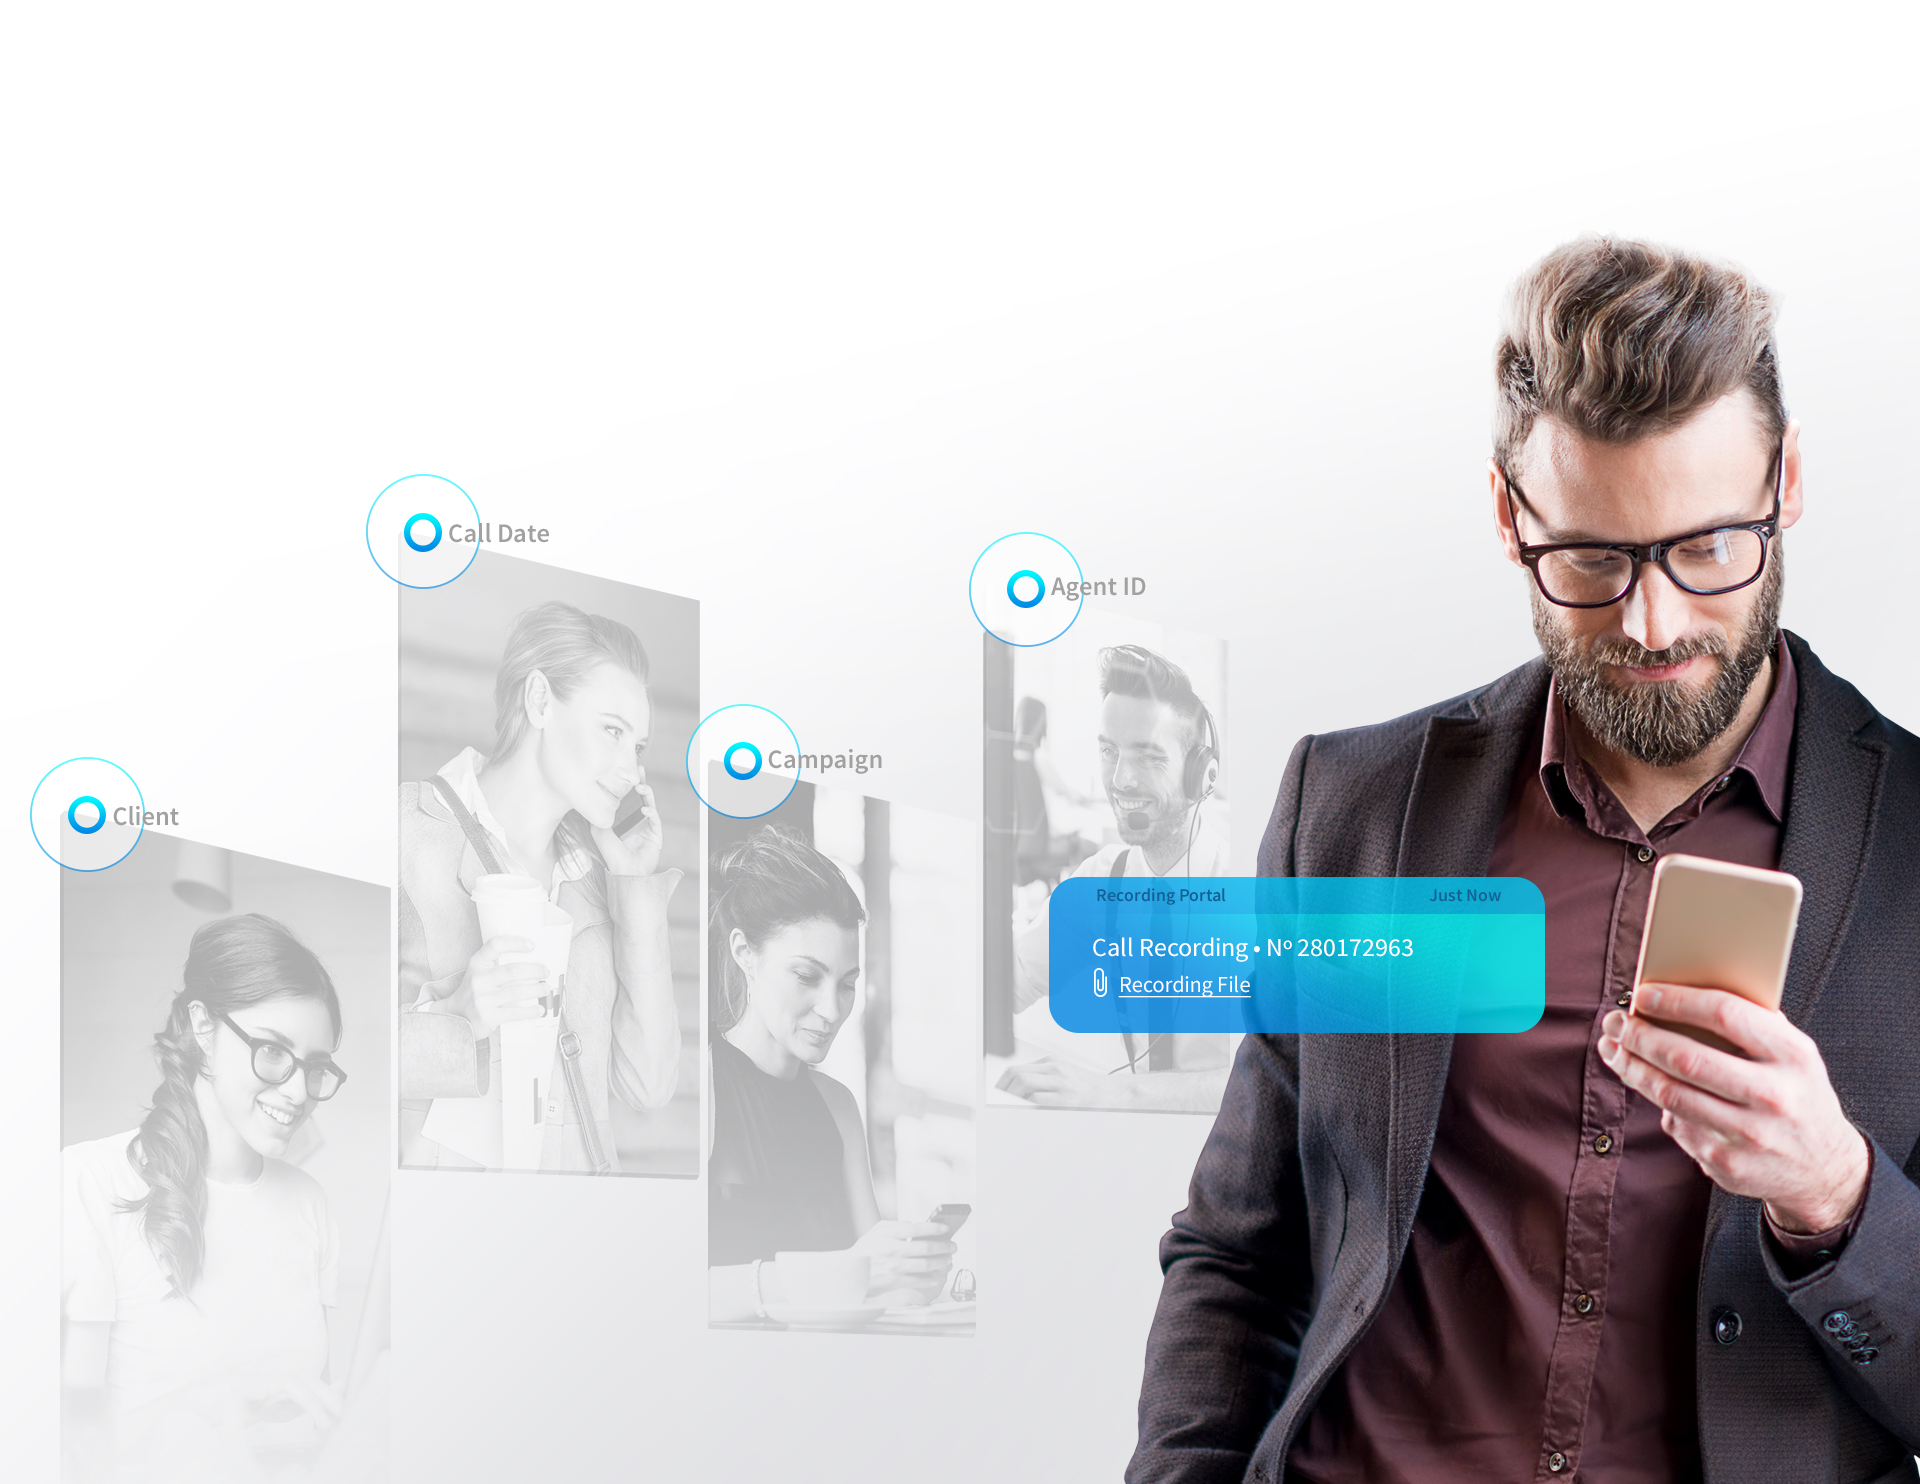 Call Date
Agent ID
Campaign
Client
Recording Portal
Just Now
Call Recording • Nº 280172963
Recording File